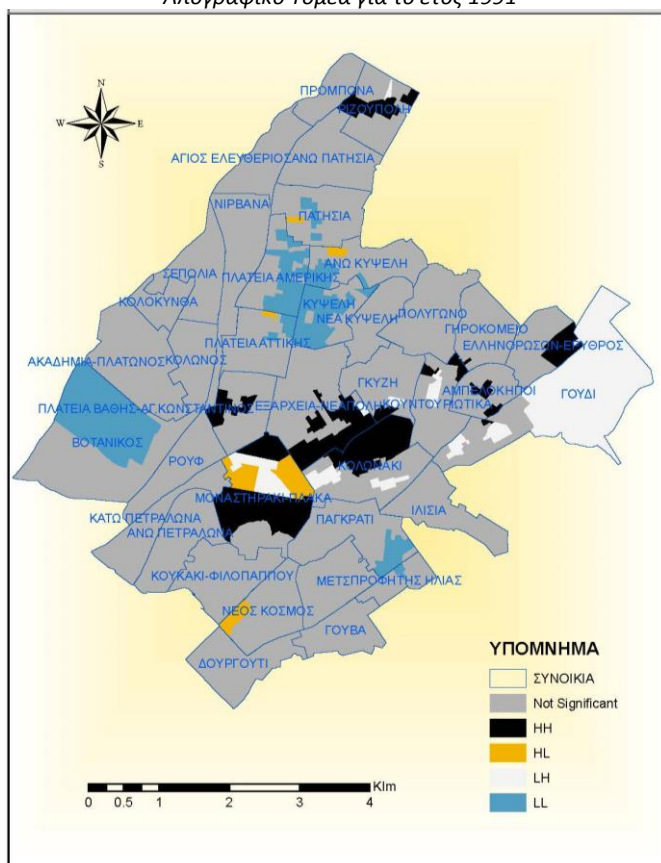 Απογραφικό Τομέα για το έτος 1991
N
W E
S
ΠΡΟΜΠΟΝΑ
ΡΙΖΟΥΠΟΛΗ
ΑΓΙΟΣ ΕΛΕΥΘΕΡΙΟΣ ΑΝΩ ΠΑΤΗΣΙΑ
ΝΙΡΒΑΝΑ
ΠΑΤΗΣΙΑ
ΑΝΩ ΚΥΨΕΛΗ
ΣΕΠΟΛΙΑ
ΠΛΑΤΕΙΑ ΑΜΕΡΙΚΗΣ
ΚΟΛΟΚΥΝΘΑ
ΚΥΨΕΛΗ
ΝΕΑ ΚΥΨΕΛΗ
ΠΟΛΥΓΩΝΟ
ΓΗΡΟΚΟΜΕΙΟ
ΠΛΑΤΕΙΑ ΑΤΤΙΚΗΣ
ΕΛΛΗΝΟΡΩΣΩΝ-ΕΡΥΘΡΟΣ
ΑΚΑΔΗΜΙΑ-ΠΛΑΤΩΝΟΣ
ΚΟΛΩΝΟΣ
ΓΚΥΖΗ
ΑΜΠΕΛΟΚΗΠΟΙ
ΓΟΥΔΙ
ΠΛΑΤΕΙΑ ΒΑΘΗΣ-ΑΓ.ΚΩΝΣΤΑΝΤΙΝΟΣ
ΕΞΑΡΧΕΙΑ-ΝΕΑΠΟΛΗ
ΚΟΥΝΤΟΥΡΙΩΤΙΚΑ
ΒΟΤΑΝΙΚΟΣ
ΡΟΥΦ
ΚΟΛΩΝΑΚΙ
ΜΟΝΑΣΤΗΡΑΚΙ-ΠΛΑΚΑ
ΚΑΤΩ ΠΕΤΡΑΛΩΝΑ
ΑΝΩ ΠΕΤΡΑΛΩΝΑ
ΠΑΓΚΡΑΤΙ
ΙΛΙΣΙΑ
ΚΟΥΚΑΚΙ-ΦΙΛΟΠΑΠΠΟΥ
ΜΕΤΣ
ΠΡΟΦΗΤΗΣ ΗΛΙΑΣ
ΝΕΟΣ ΚΟΣΜΟΣ
ΓΟΥΒΑ
ΔΟΥΡΓΟΥΤΙ
ΥΠΟΜΝΗΜΑ
ΣΥΝΟΙΚΙΑ
Not Significant
HH
HL
LH
LL
Klm
0 0.5 1 2 3 4